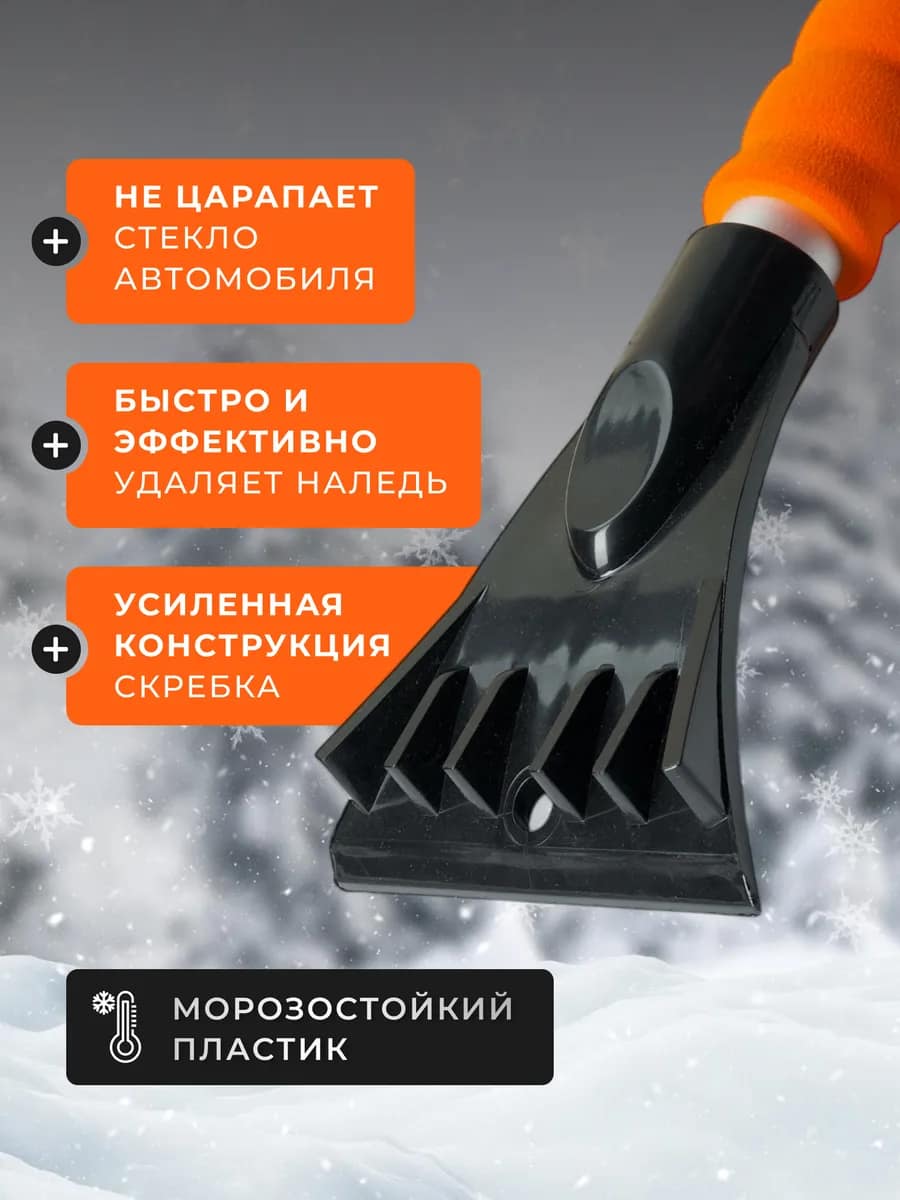 НЕ ЦАРАПАЕТ
СТЕКЛО
АВТОМОБИЛЯ
БЫСТРО И
ЭФФЕКТИВНО
УДАЛЯЕТ НАЛЕДЬ
УСИЛЕННАЯ
КОНСТРУКЦИЯ
СКРЕБКА
МОРОЗОСТОЙКИЙ
ПЛАСТИК